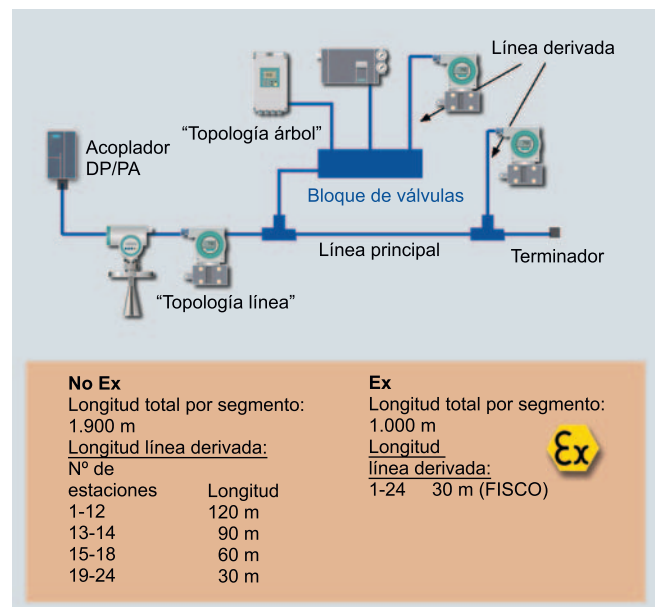 Línea derivada
“Topología árbol”
Acoplador
DP/PA
Bloque de válvulas
Línea principal
Terminador
“Topología línea”
No Ex
Longitud total por segmento:
1.900 m
Longitud línea derivada:
Nº de
estaciones Longitud
1-12 120 m
13-14 90 m
15-18 60 m
19-24 30 m
Ex
Longitud total por segmento:
1.000 m
Longitud
línea derivada:
1-24 30 m (FISCO)
Ex